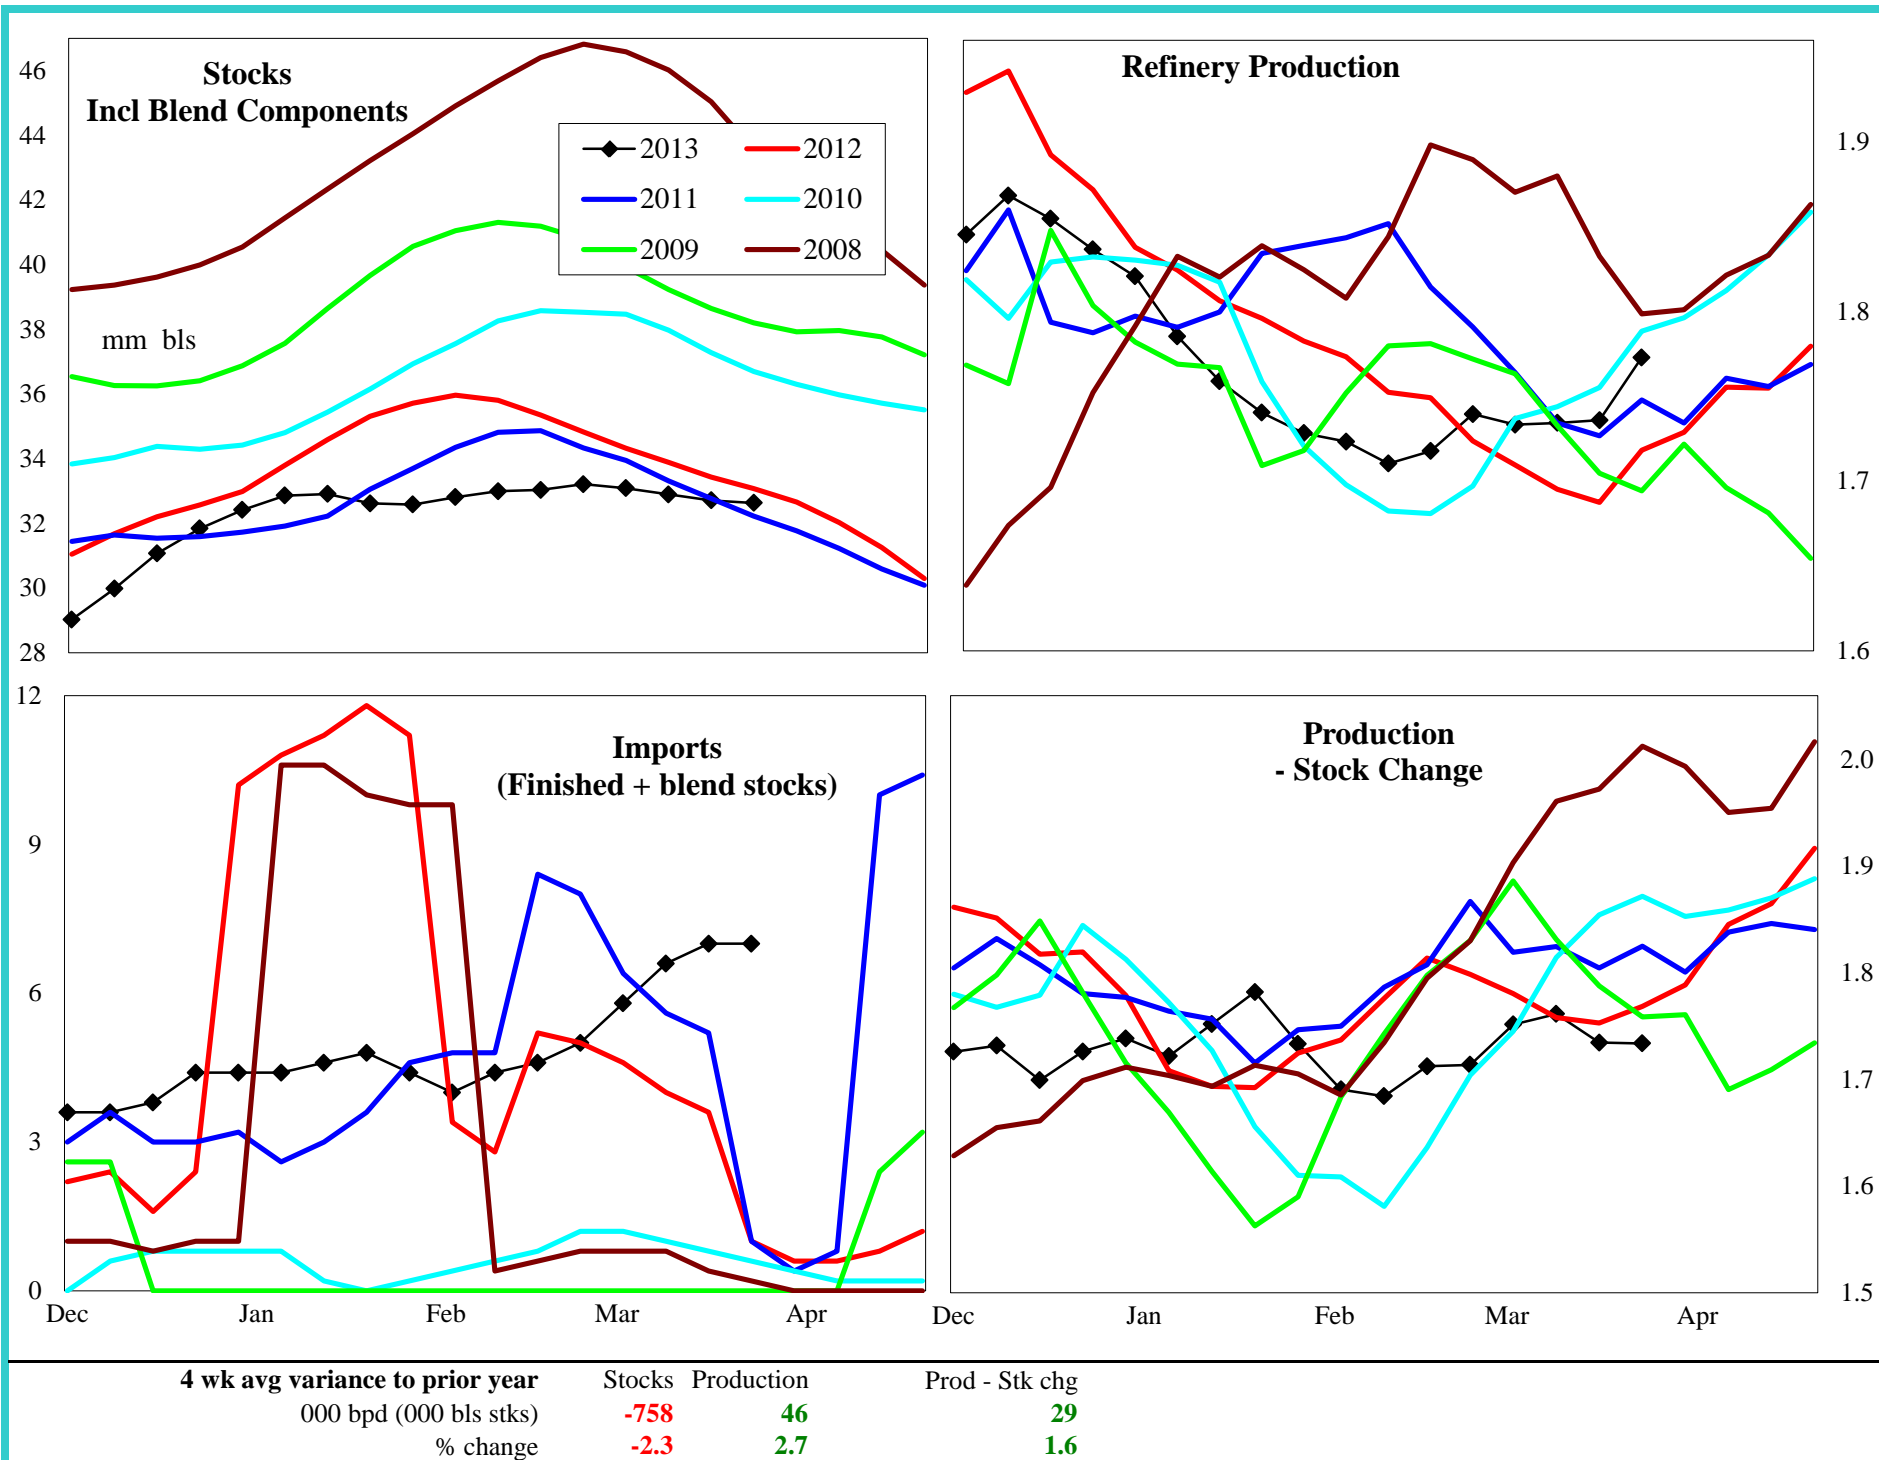 Stocks
Incl Blend Components
46
44
42
40
38
36
34
32
30
28
mm bls
2013
2012
2011
2010
2009
2008
Refinery Production
1.9
1.8
1.7
1.6
Imports
(Finished + blend stocks)
12
9
6
3
0
Dec Jan Feb Mar Apr
Production
- Stock Change
2.0
1.9
1.8
1.7
1.6
1.5
Dec Jan Feb Mar Apr
4 wk avg variance to prior year Stocks Production Prod - Stk chg
000 bpd (000 bls stks) -758 46 29
% change -2.3 2.7 1.6